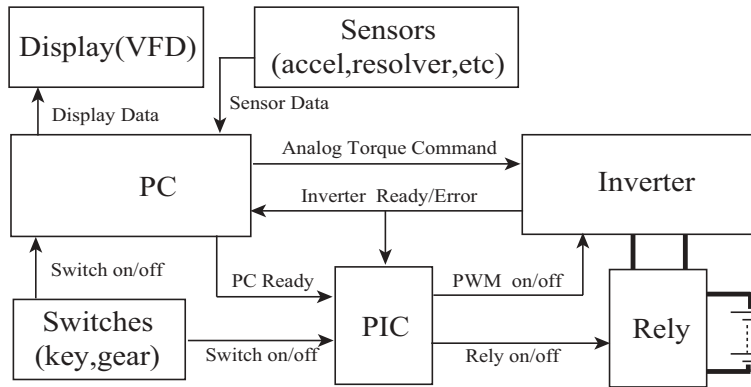 Display(VFD)
Sensors
(accel,resolver,etc)
Display Data
Sensor Data
PC
Analog Torque Command
Inverter
Inverter Ready/Error
Switch on/off
PC Ready
PIC
PWM on/off
Rely
Switches
(key,gear)
Switch on/off
Rely on/off